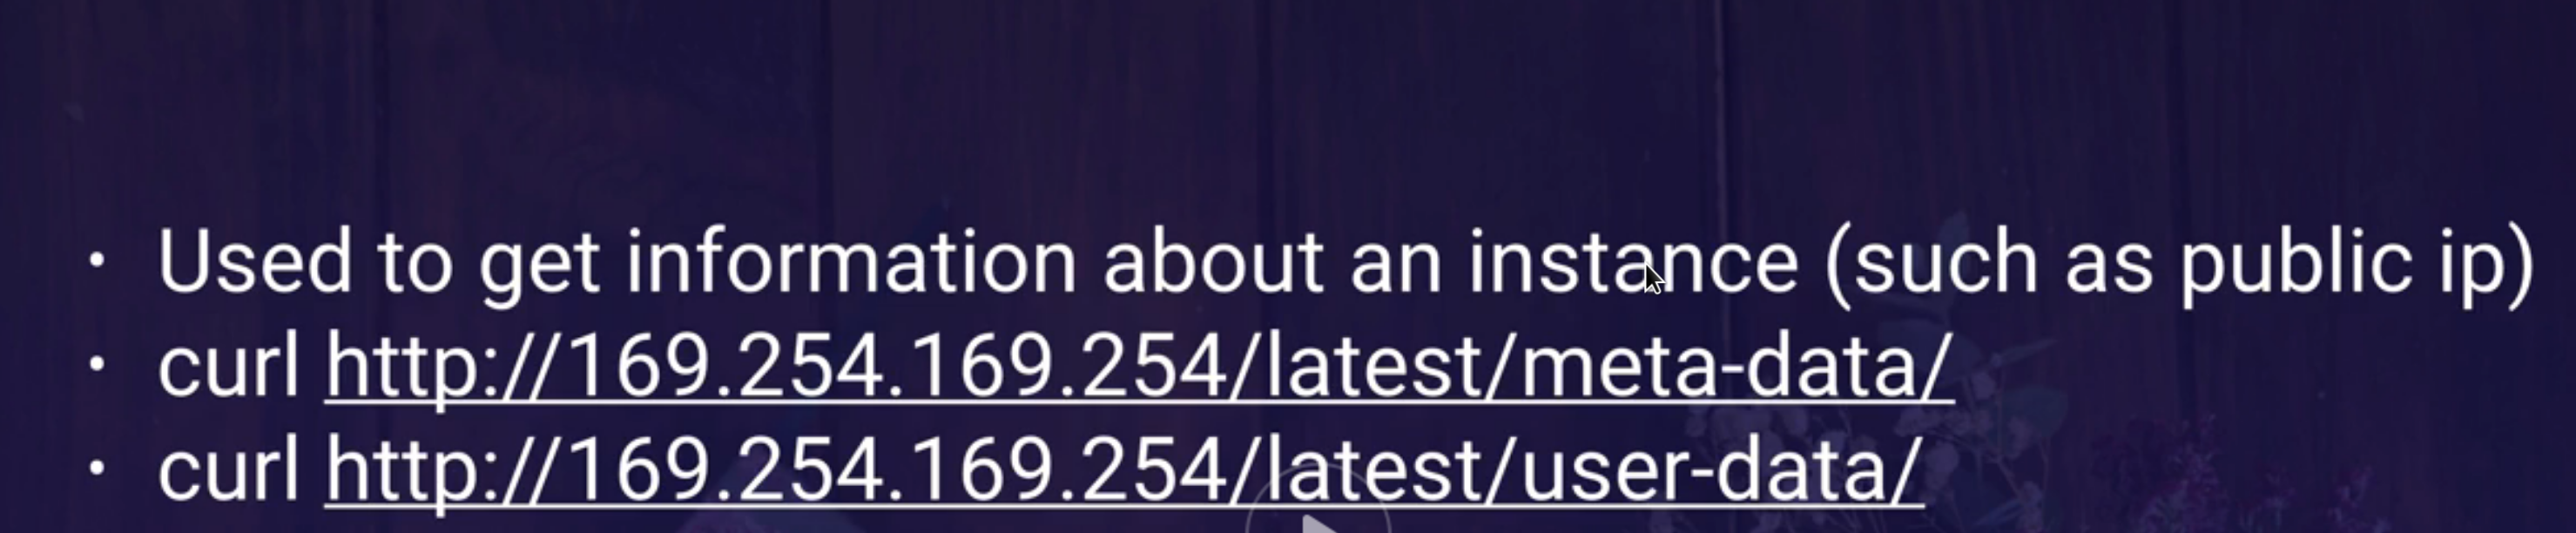 • Used to get information about an instance (such as public ip)
• curl http://169.254.169.254/latest/meta-data/
• curl http://169.254.169.254/latest/user-data/